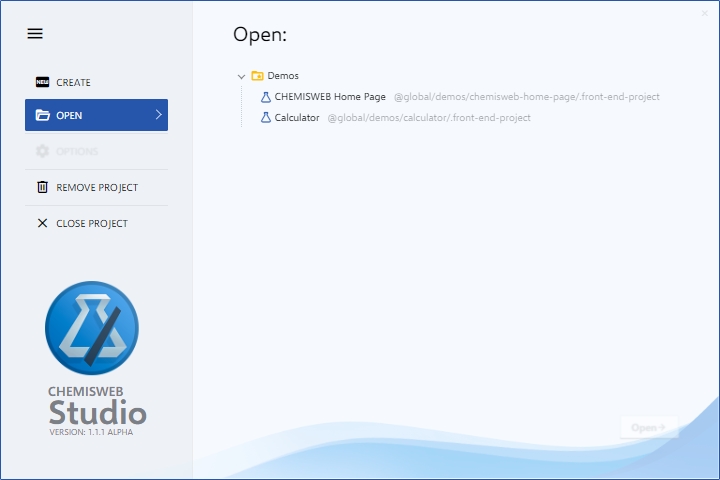 Open:
NEW CREATE
OPEN
OPTIONS
REMOVE PROJECT
CLOSE PROJECT
Demos
CHEMISWEB Home Page @global/demos/chemisweb-home-page/.front-end-project
Calculator @global/demos/calculator/.front-end-project
CHEMISWEB
Studio
VERSION: 1.1.1 ALPHA
Open